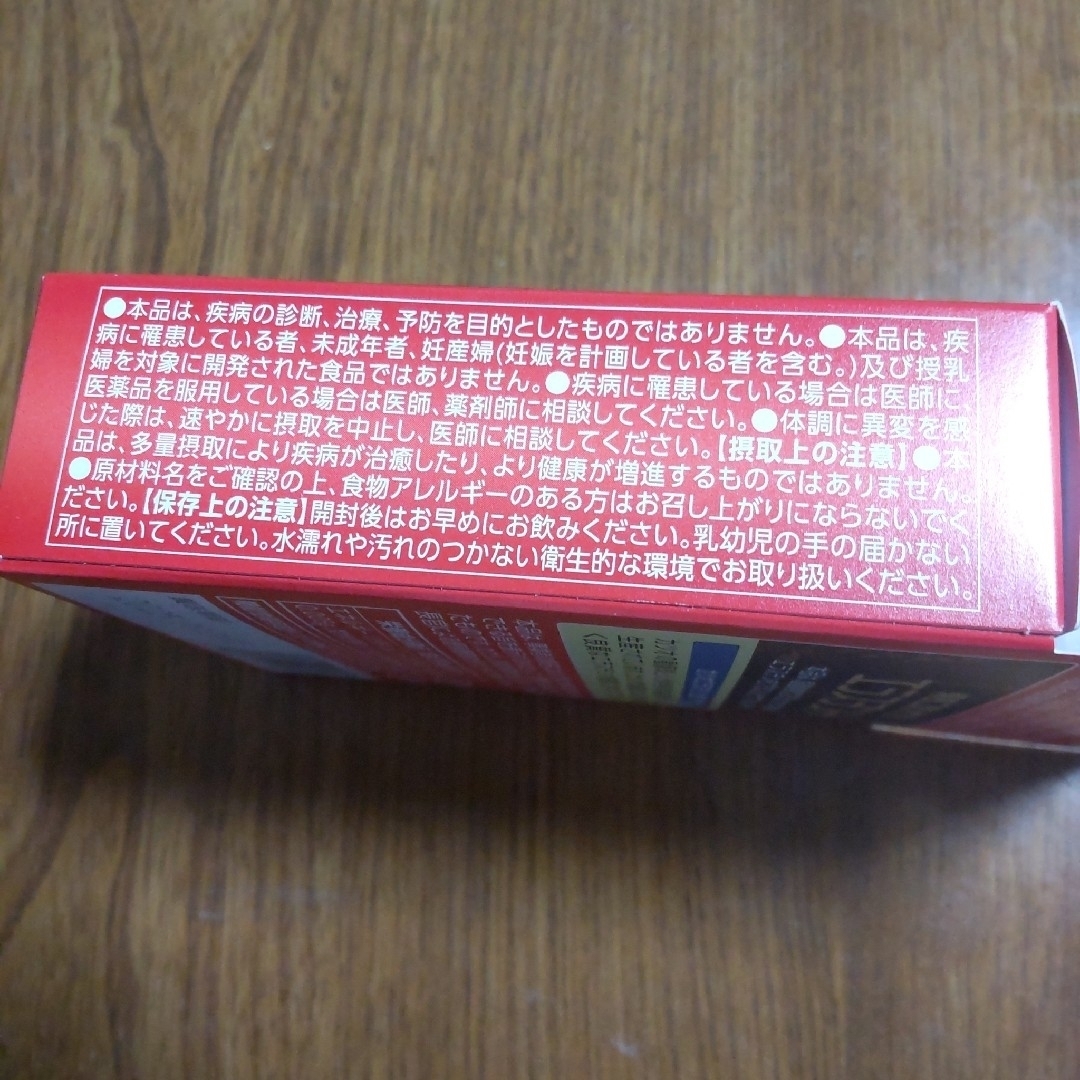 ●本品は、疾病の診断、治療、予防を目的としたものではありません。●本品は、疾
病に罹患している者、未成年者、妊産婦(妊娠を計画している者を含む。)及び授乳
婦を対象に開発された食品ではありません。●疾病に罹患している場合は医師に、
医薬品を服用している場合は医師、薬剤師に相談してください。●体調に異変を感
じた際は、速やかに摂取を中止し、医師に相談してください。【摂取上の注意】●本
品は、多量摂取により疾病が治癒したり、より健康が増進するものではありません。
●原材料名をご確認の上、食物アレルギーのある方はお召し上がりにならないでく
ださい。【保存上の注意】開封後はお早めにお飲みください。乳幼児の手の届かない
所に置いてください。水濡れや汚れのつかない衛生的な環境でお取り扱いください。